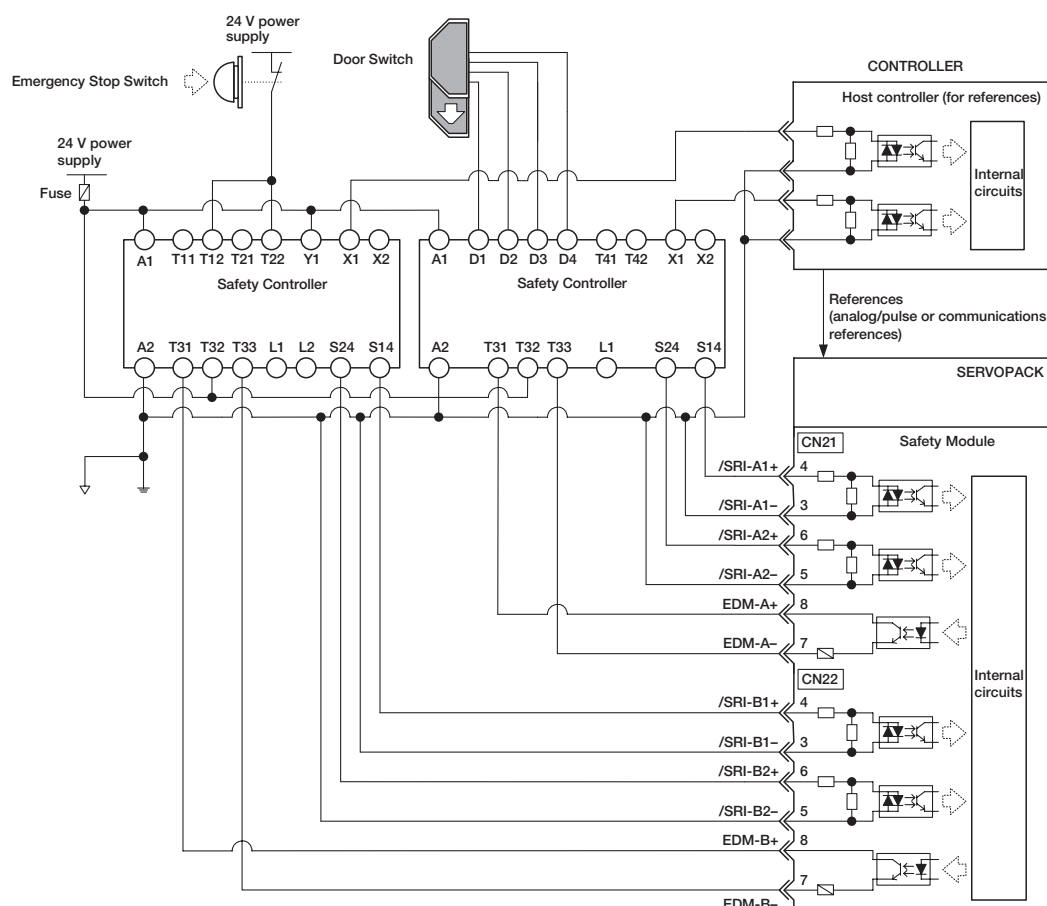 24 V power
supply
Emergency Stop Switch
Door Switch
CONTROLLER
Host controller (for references)
24 V power
supply
Fuse
Internal
circuits
A1 T11 T12 T21 T22 Y1 X1 X2
Safety Controller
A1 D1 D2 D3 D4 T41 T42 X1 X2
Safety Controller
References
(analog/pulse or communications
references)
A2 T31 T32 T33 L1 L2 S24 S14
A2 T31 T32 T33 L1 S24 S14
SERVOPACK
CN21
Safety Module
/SRI-A1+ 4
/SRI-A1− 3
/SRI-A2+ 6
/SRI-A2− 5
EDM-A+ 8
EDM-A− 7
CN22
Internal
circuits
/SRI-B1+ 4
/SRI-B1− 3
/SRI-B2+ 6
/SRI-B2− 5
EDM-B+ 8
7
EDM-B−